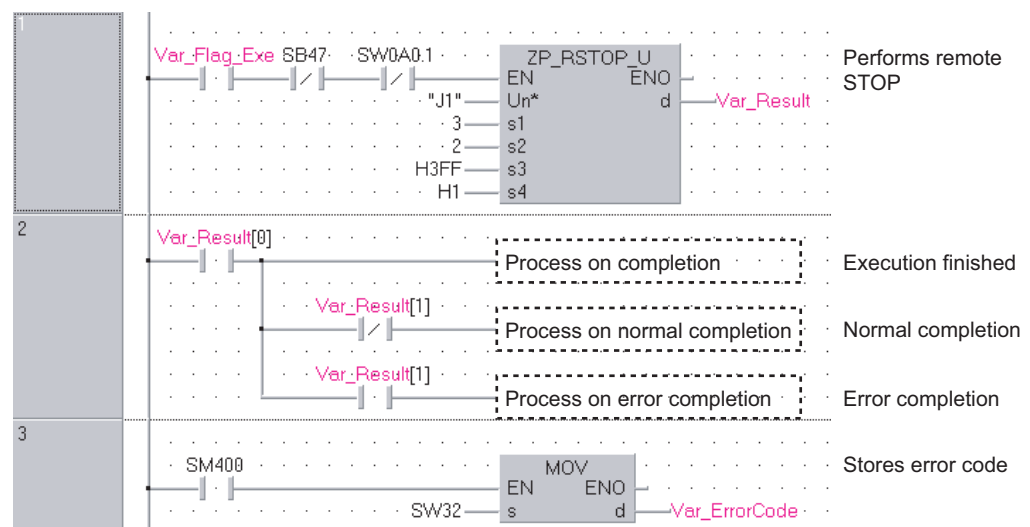 1
Var_Flag_Exe SB47 SW0A0.1 ZP_RSTOP_U
EN ENO
"J1" Un* d Var_Result
3 s1
2 s2
H3FF s3
H1 s4
Performs remote
STOP
2
Var_Result[0]
Process on completion Execution finished
Var_Result[1]
Process on normal completion Normal completion
Var_Result[1]
Process on error completion Error completion
3
SM400 MOV Stores error code
EN ENO
SW32 s d Var_ErrorCode